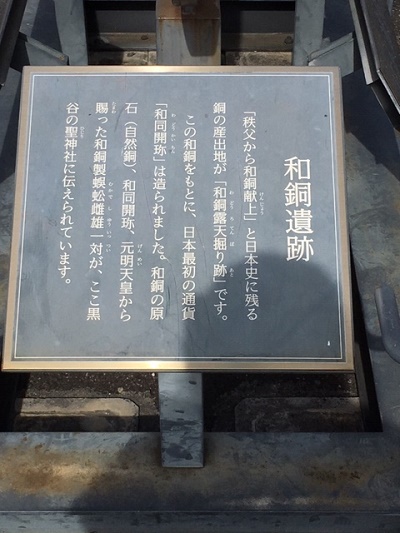 和銅遺跡
「秩父から和銅献上」と日本史に残る
銅の産出地が「和銅露天掘り跡」です。
この和銅をもとに、日本最初の通貨
「和同開珎」は造られました。和銅の原
石（自然銅）、和同開珎、元明天皇から
賜った和銅製蜈蚣雌雄一対が、ここ黒
谷の聖神社に伝えられています。